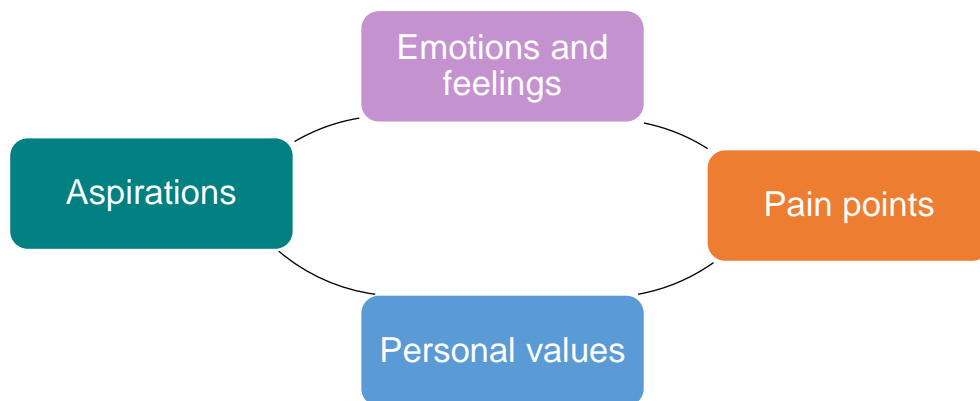 Emotions and
feelings
Aspirations
Pain points
Personal values